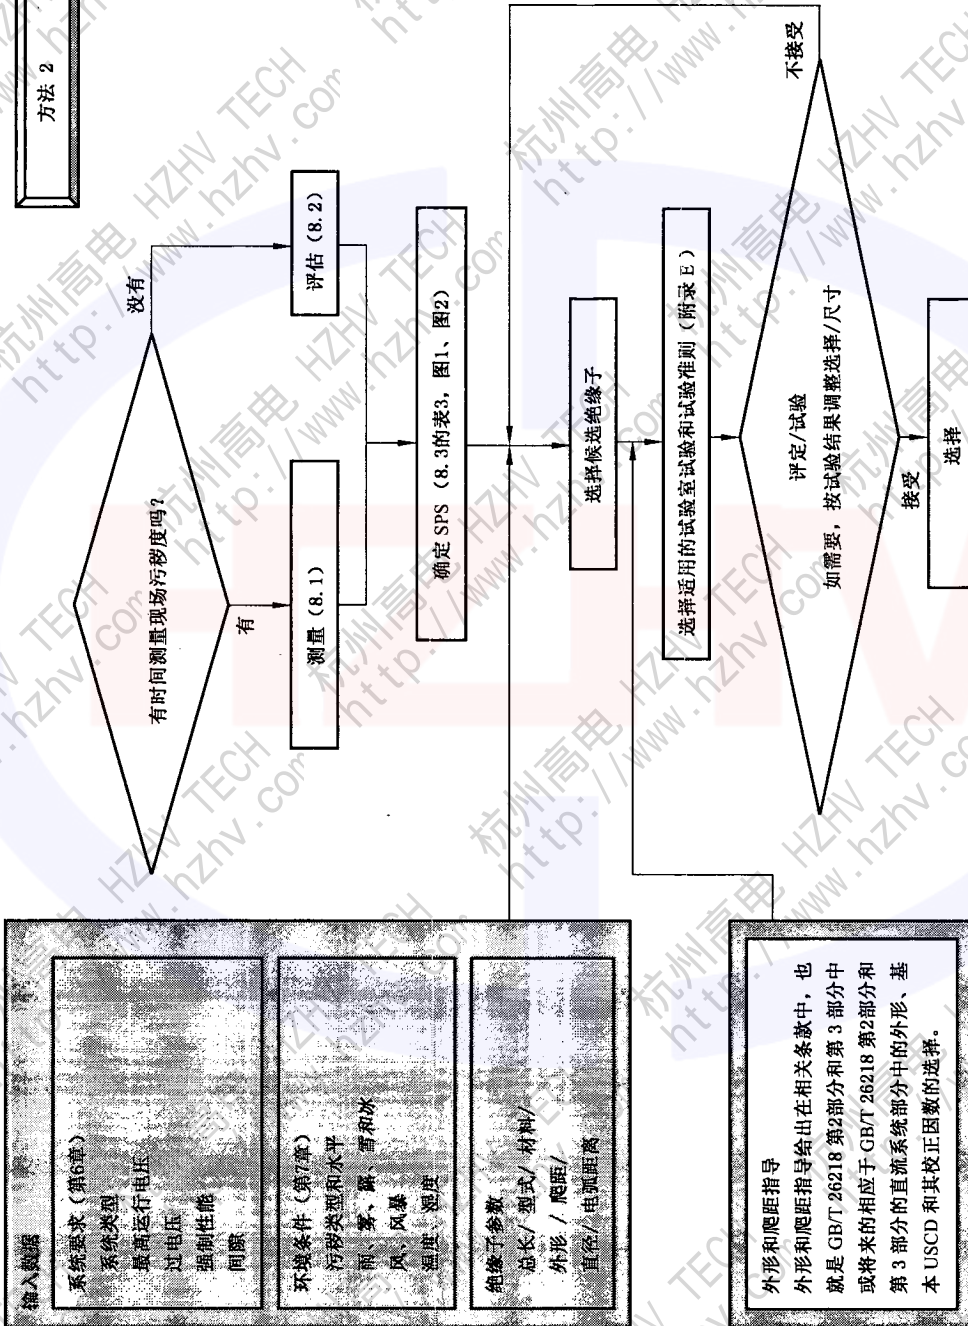 方法 2
输入数据
系统要求（第6章）
系统类型
最高运行电压
过电压
强制性能
间隙
环境条件（第7章）
污秽类型和水平
雨、雾、露、雪和冰
风、风暴
温度、湿度
绝缘子参数
总长/ 型式/ 材料/
外形 / 爬距/
直径/ 电弧距离
有时间测量现场污秽度吗？
没有
有
测量（8.1）
评估（8.2）
确定 SPS （8.3的表3，图1、图2）
选择候选绝缘子
选择适用的试验室试验和试验准则（附录 E）
评定/试验
如需要，按试验结果调整选择/尺寸
不接受
接受
选择
外形和爬距指导
外形和爬距指导给出在相关条款中，也
就是 GB/T 26218 第2部分和第 3 部分中
或将来的相应于 GB/T 26218 第2部分和
第 3 部分的直流系统部分中的外形、基
本 USCD 和其校正因数的选择。
杭州高电 HZHV TECH
http://www.hzhv.com
HZHV